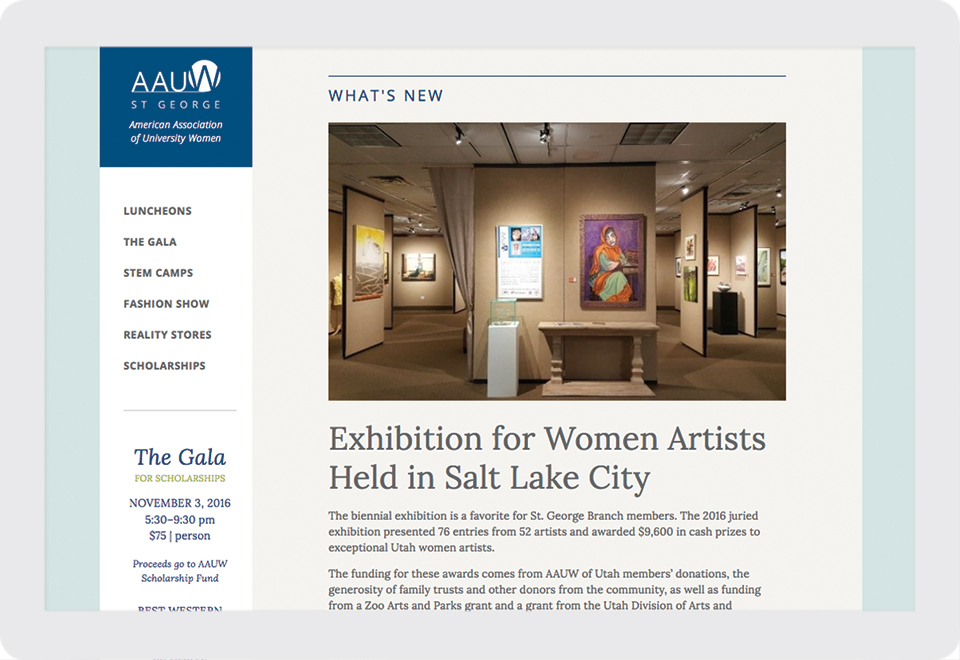 AAUW
ST GEORGE
American Association
of University Women
LUNCHEONS
THE GALA
STEM CAMPS
FASHION SHOW
REALITY STORES
SCHOLARSHIPS
The Gala
FOR SCHOLARSHIPS
NOVEMBER 3, 2016
5:30–9:30 pm
$75 | person
Proceeds go to AAUW
Scholarship Fund
BEST WESTERN
WHAT'S NEW
Exhibition for Women Artists
Held in Salt Lake City
The biennial exhibition is a favorite for St. George Branch members. The 2016 juried
exhibition presented 76 entries from 52 artists and awarded $9,600 in cash prizes to
exceptional Utah women artists.
The funding for these awards comes from AAUW of Utah members' donations, the
generosity of family trusts and other donors from the community, as well as funding
from a Zoo Arts and Parks grant and a grant from the Utah Division of Arts and